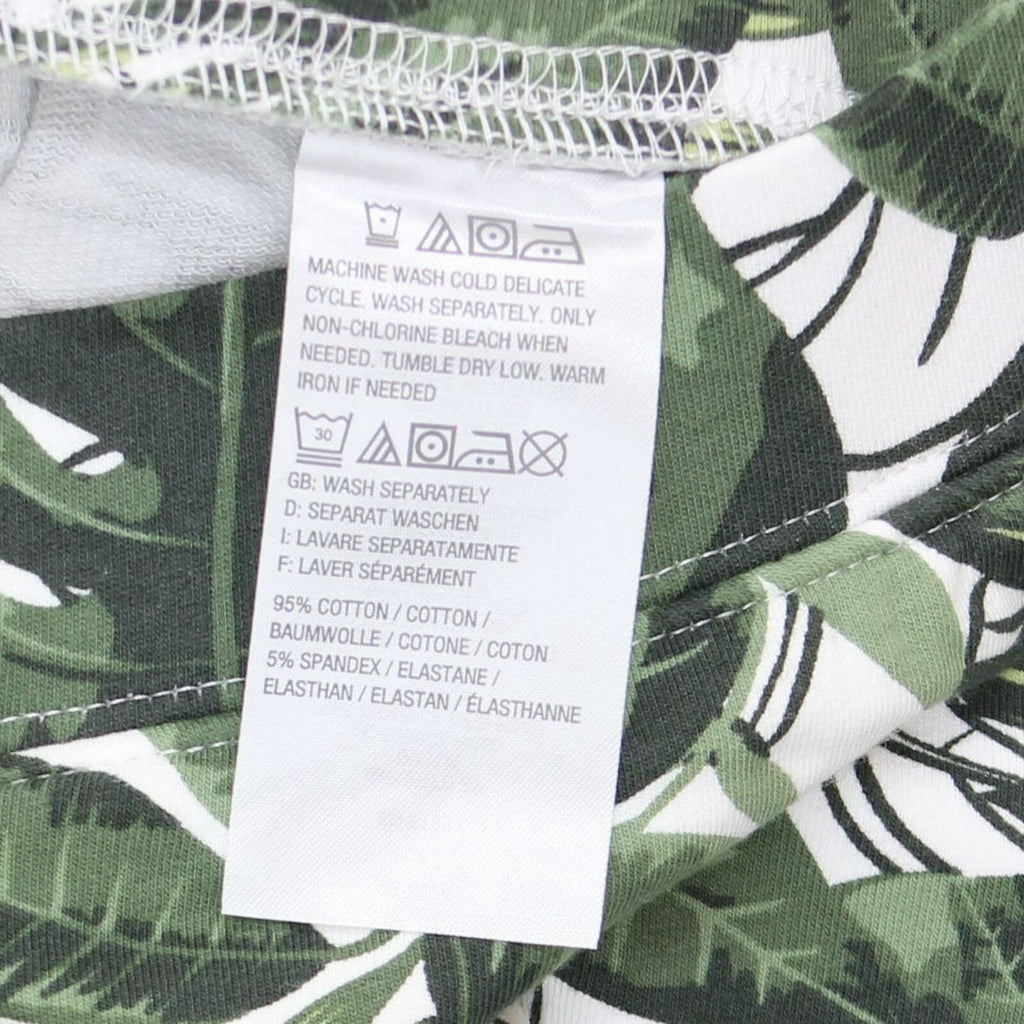 MACHINE WASH COLD DELICATE
CYCLE. WASH SEPARATELY. ONLY
NON-CHLORINE BLEACH WHEN
NEEDED. TUMBLE DRY LOW. WARM
IRON IF NEEDED
30
GB: WASH SEPARATELY
D: SEPARAT WASCHEN
I: LAVARE SEPARATAMENTE
F: LAVER SÉPARÉMENT
95% COTTON / COTTON /
BAUMWOLLE / COTONE / COTON
5% SPANDEX / ELASTANE /
ELASTHAN / ELASTAN / ÉLASTHANNE